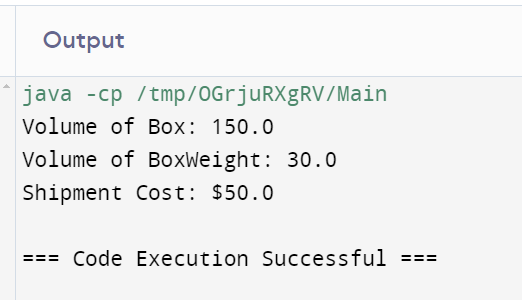 Output
java -cp /tmp/OGrjuRXgRV/Main
Volume of Box: 150.0
Volume of BoxWeight: 30.0
Shipment Cost: $50.0
=== Code Execution Successful ===